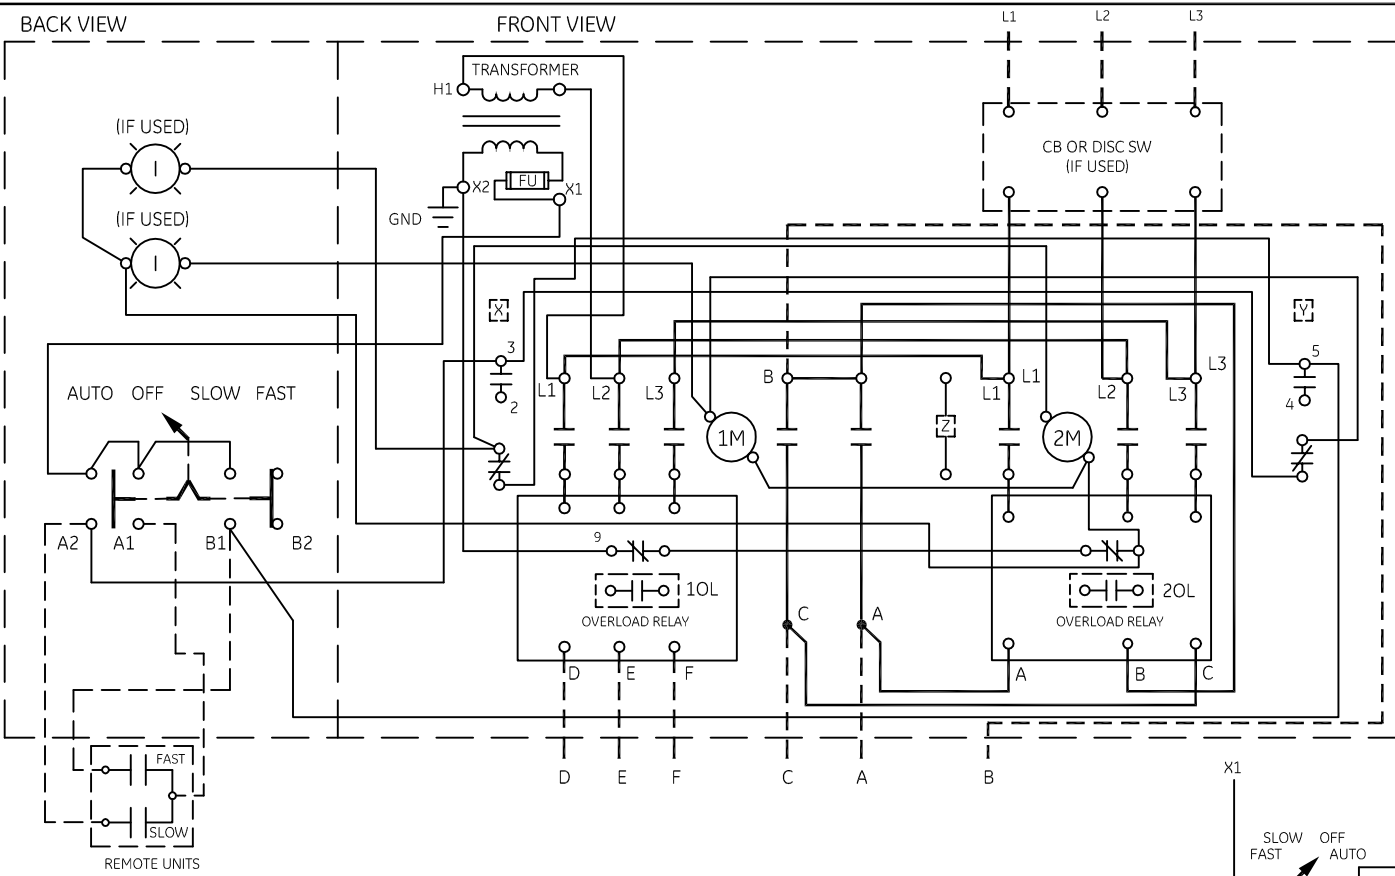 BACK VIEW
FRONT VIEW
L1
L2
L3
TRANSFORMER
H1
(IF USED)
I
CB OR DISC SW
(IF USED)
X2
FU
X1
GND
(IF USED)
I
X
Y
3
5
AUTO OFF SLOW FAST
2
4
L1
L2
L3
B
L1
L1
L2
L3
L3
1M
Z
2M
A2
A1
B1
B2
9
1OL
2OL
OVERLOAD RELAY
OVERLOAD RELAY
C
A
D
E
F
A
B
C
FAST
SLOW
REMOTE UNITS
D
E
F
C
A
B
X1
SLOW OFF
FAST AUTO